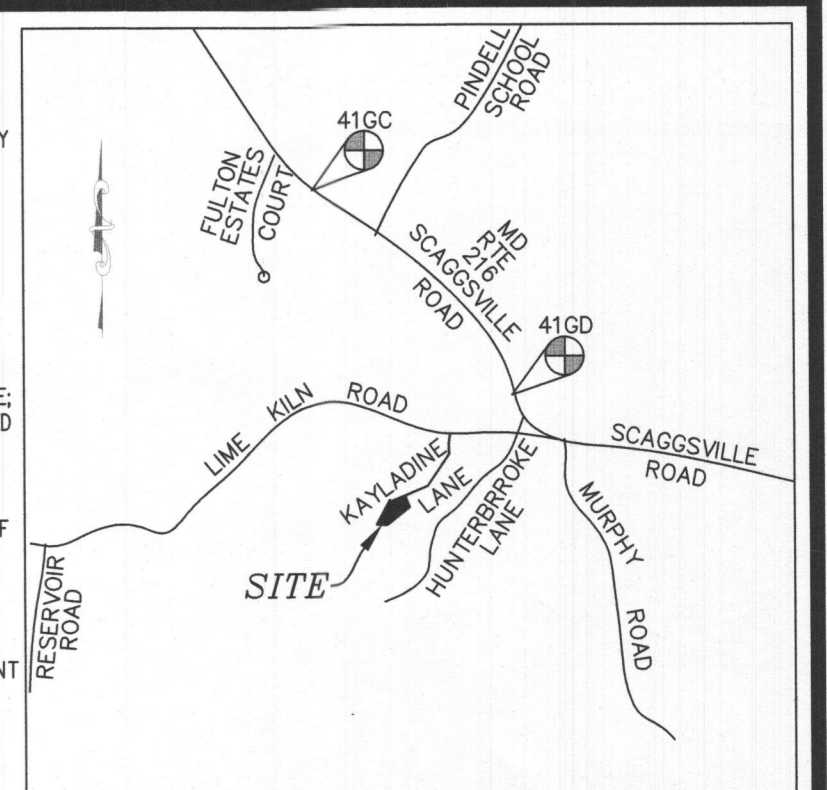 PINDELL
SCHOOL
ROAD
41GC
Y
FULTON
ESTATES
COURT
MD
RTE
216
SCAGGSVILLE
ROAD
41GD
E;
D
LIME KILN ROAD
SCAGGSVILLE
ROAD
KAYLADINE
LANE
HUNTERBRROKE
LANE
MURPHY
ROAD
F
SITE
RESERVOIR
ROAD
NT